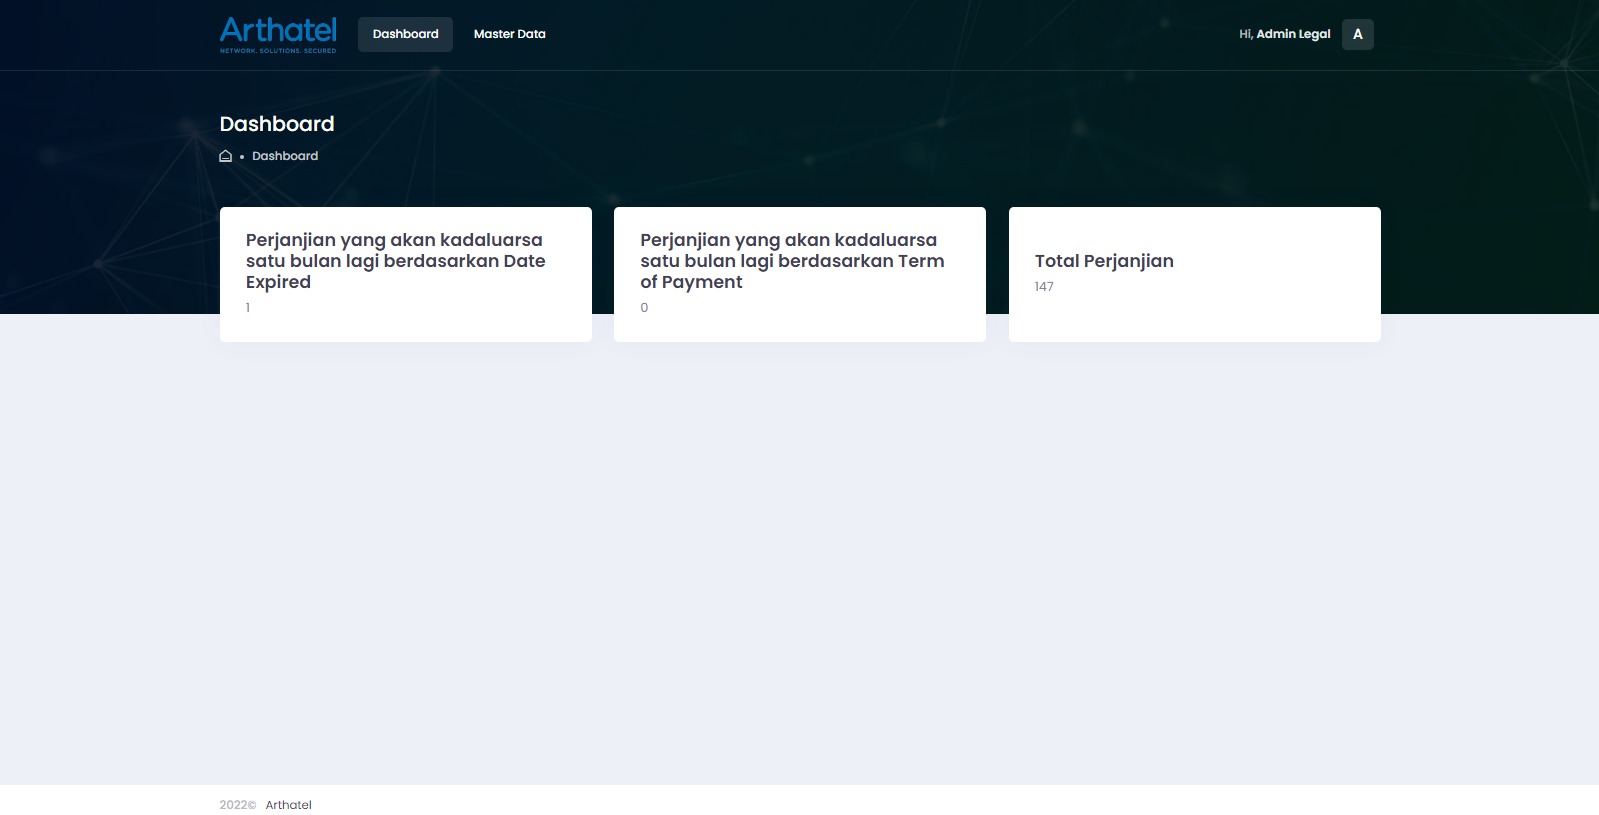 Arthatel
NETWORK. SOLUTIONS. SECURED
Dashboard
Master Data
Hi, Admin Legal
A
Dashboard
Dashboard
Perjanjian yang akan kadaluarsa
satu bulan lagi berdasarkan Date
Expired
1
Perjanjian yang akan kadaluarsa
satu bulan lagi berdasarkan Term
of Payment
0
Total Perjanjian
147
2022© Arthatel